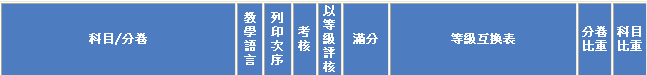 科目/分卷
教學語言
列印次序
考核
以等級評核
滿分
等級互換表
分卷比重
科目比重